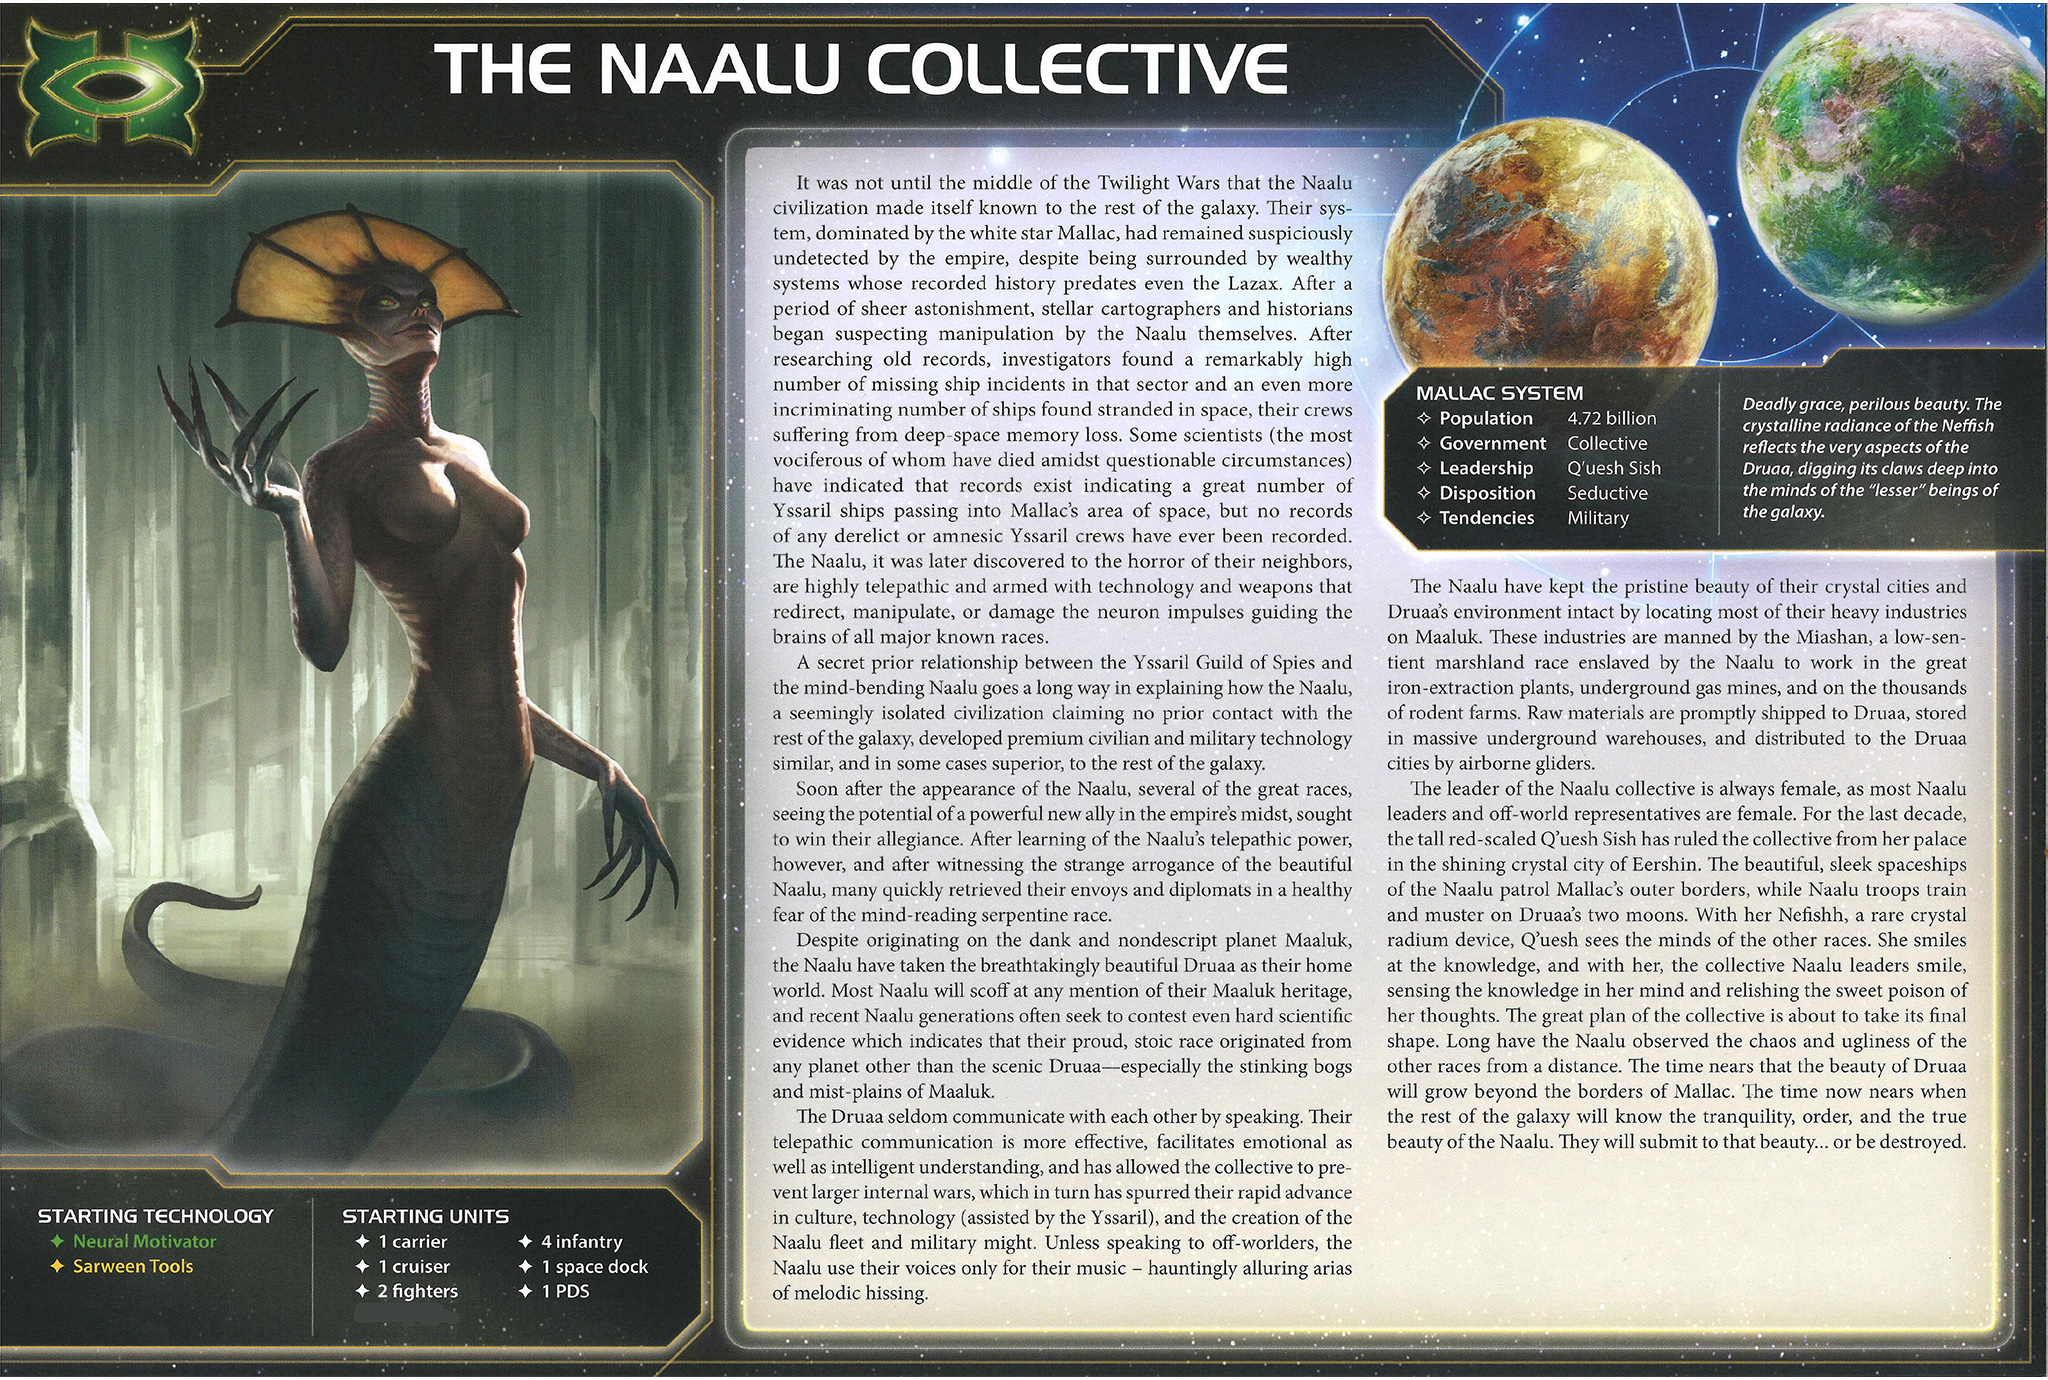 THE NAALU COLLECTIVE
It was not until the middle of the Twilight Wars that the Naalu
civilization made itself known to the rest of the galaxy. Their sys-
tem, dominated by the white star Mallac, had remained suspiciously
undetected by the empire, despite being surrounded by wealthy
systems whose recorded history predates even the Lazax. After a
period of sheer astonishment, stellar cartographers and historians
began suspecting manipulation by the Naalu themselves. After
researching old records, investigators found a remarkably high
number of missing ship incidents in that sector and an even more
incriminating number of ships found stranded in space, their crews
suffering from deep-space memory loss. Some scientists (the most
vociferous of whom have died amidst questionable circumstances)
have indicated that records exist indicating a great number of
Yssaril ships passing into Mallac's area of space, but no records
of any derelict or amnesic Yssaril crews have ever been recorded.
The Naalu, it was later discovered to the horror of their neighbors,
are highly telepathic and armed with technology and weapons that
redirect, manipulate, or damage the neuron impulses guiding the
brains of all major known races.
A secret prior relationship between the Yssaril Guild of Spies and
the mind-bending Naalu goes a long way in explaining how the Naalu,
a seemingly isolated civilization claiming no prior contact with the
rest of the galaxy, developed premium civilian and military technology
similar, and in some cases superior, to the rest of the galaxy.
Soon after the appearance of the Naalu, several of the great races,
seeing the potential of a powerful new ally in the empire's midst, sought
to win their allegiance. After learning of the Naalu's telepathic power,
however, and after witnessing the strange arrogance of the beautiful
Naalu, many quickly retrieved their envoys and diplomats in a healthy
fear of the mind-reading serpentine race.
Despite originating on the dank and nondescript planet Maaluk,
the Naalu have taken the breathtakingly beautiful Druaa as their home
world. Most Naalu will scoff at any mention of their Maaluk heritage,
and recent Naalu generations often seek to contest even hard scientific
evidence which indicates that their proud, stoic race originated from
any planet other than the scenic Druaa—especially the stinking bogs
and mist-plains of Maaluk.
The Druaa seldom communicate with each other by speaking. Their
telepathic communication is more effective, facilitates emotional as
well as intelligent understanding, and has allowed the collective to pre-
vent larger internal wars, which in turn has spurred their rapid advance
in culture, technology (assisted by the Yssaril), and the creation of the
Naalu fleet and military might. Unless speaking to off-worlders, the
Naalu use their voices only for their music – hauntingly alluring arias
of melodic hissing.
MALLAC SYSTEM
Population 4.72 billion
Government Collective
Leadership Q'uesh Sish
Disposition Seductive
Tendencies Military
Deadly grace, perilous beauty. The
crystalline radiance of the Neffish
reflects the very aspects of the
Druaa, digging its claws deep into
the minds of the "lesser" beings of
the galaxy.
The Naalu have kept the pristine beauty of their crystal cities and
Druaa's environment intact by locating most of their heavy industries
on Maaluk. These industries are manned by the Miashan, a low-sen-
tient marshland race enslaved by the Naalu to work in the great
iron-extraction plants, underground gas mines, and on the thousands
of rodent farms. Raw materials are promptly shipped to Druaa, stored
in massive underground warehouses, and distributed to the Druaa
cities by airborne gliders.
The leader of the Naalu collective is always female, as most Naalu
leaders and off-world representatives are female. For the last decade,
the tall red-scaled Q'uesh Sish has ruled the collective from her palace
in the shining crystal city of Eershin. The beautiful, sleek spaceships
of the Naalu patrol Mallac's outer borders, while Naalu troops train
and muster on Druaa's two moons. With her Nefishh, a rare crystal
radium device, Q'uesh sees the minds of the other races. She smiles
at the knowledge, and with her, the collective Naalu leaders smile,
sensing the knowledge in her mind and relishing the sweet poison of
her thoughts. The great plan of the collective is about to take its final
shape. Long have the Naalu observed the chaos and ugliness of the
other races from a distance. The time nears that the beauty of Druaa
will grow beyond the borders of Mallac. The time now nears when
the rest of the galaxy will know the tranquility, order, and the true
beauty of the Naalu. They will submit to that beauty... or be destroyed.
STARTING TECHNOLOGY
Neural Motivator
Sarween Tools
STARTING UNITS
1 carrier
1 cruiser
2 fighters
4 infantry
1 space dock
1 PDS